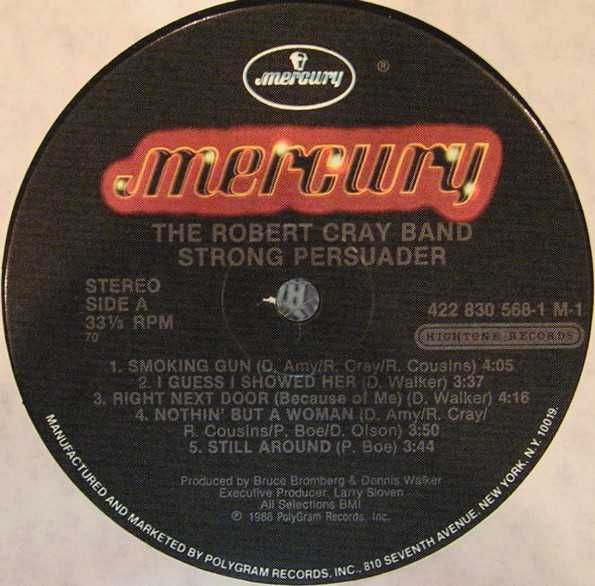 mercury ®
mercury
THE ROBERT CRAY BAND
STRONG PERSUADER
STEREO
SIDE A
33⅓ RPM
70
422 830 568-1 M-1
HIGHTONE RECORDS
1. SMOKING GUN (D. Amy/R. Cray/R. Cousins) 4:05
2. I GUESS I SHOWED HER (D. Walker) 3:37
3. RIGHT NEXT DOOR (Because of Me) (D. Walker) 4:16
4. NOTHIN' BUT A WOMAN (D. Amy/R. Cray/
R. Cousins/P. Boe/D. Olson) 3:50
5. STILL AROUND (P. Boe) 3:44
Produced by Bruce Bromberg & Dennis Walker
Executive Producer: Larry Sloven
All Selections BMI
℗ 1986 PolyGram Records, Inc.
MANUFACTURED AND MARKETED BY POLYGRAM RECORDS, INC., 810 SEVENTH AVENUE, NEW YORK, N.Y. 10019.